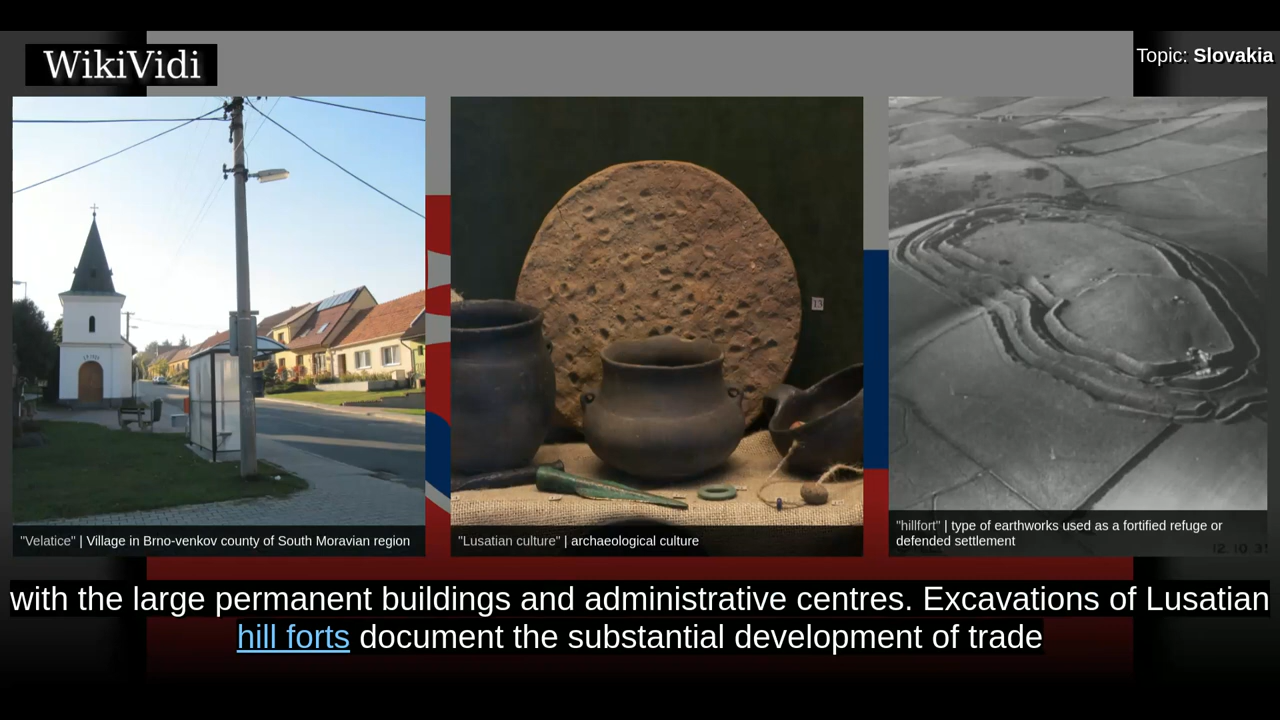 WikiVidi
Topic: Slovakia
13
"Velatice" | Village in Brno-venkov county of South Moravian region
"Lusatian culture" | archaeological culture
"hillfort" | type of earthworks used as a fortified refuge or
defended settlement
with the large permanent buildings and administrative centres. Excavations of Lusatian
hill forts document the substantial development of trade